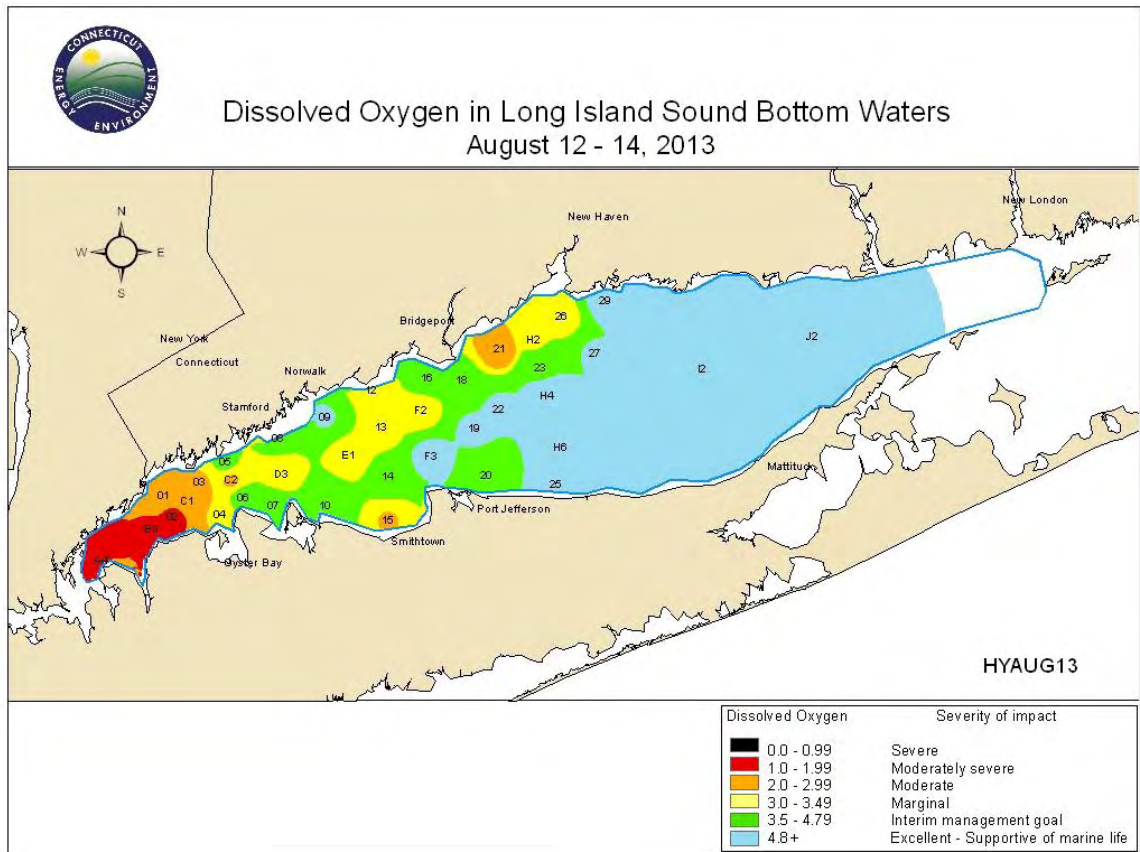 CONNECTICUT
ENERGY
ENVIRONMENT
Dissolved Oxygen in Long Island Sound Bottom Waters
August 12 - 14, 2013
New London
New Haven
N
W
E
S
29
26
Bridgeport
H2
J2
New York
21
27
Connecticut
23
I2
Norwalk
16
18
12
H4
Stamford
09
F2
22
13
19
08
H6
05
E1
F3
Mattituck
03
C2
D3
14
20
25
01
C1
06
07
10
Port Jefferson
02
04
15
B3
Smithtown
Oyster Bay
HYAUG13
Dissolved Oxygen Severity of impact
0.0 - 0.99 Severe
1.0 - 1.99 Moderately severe
2.0 - 2.99 Moderate
3.0 - 3.49 Marginal
3.5 - 4.79 Interim management goal
4.8+ Excellent - Supportive of marine life